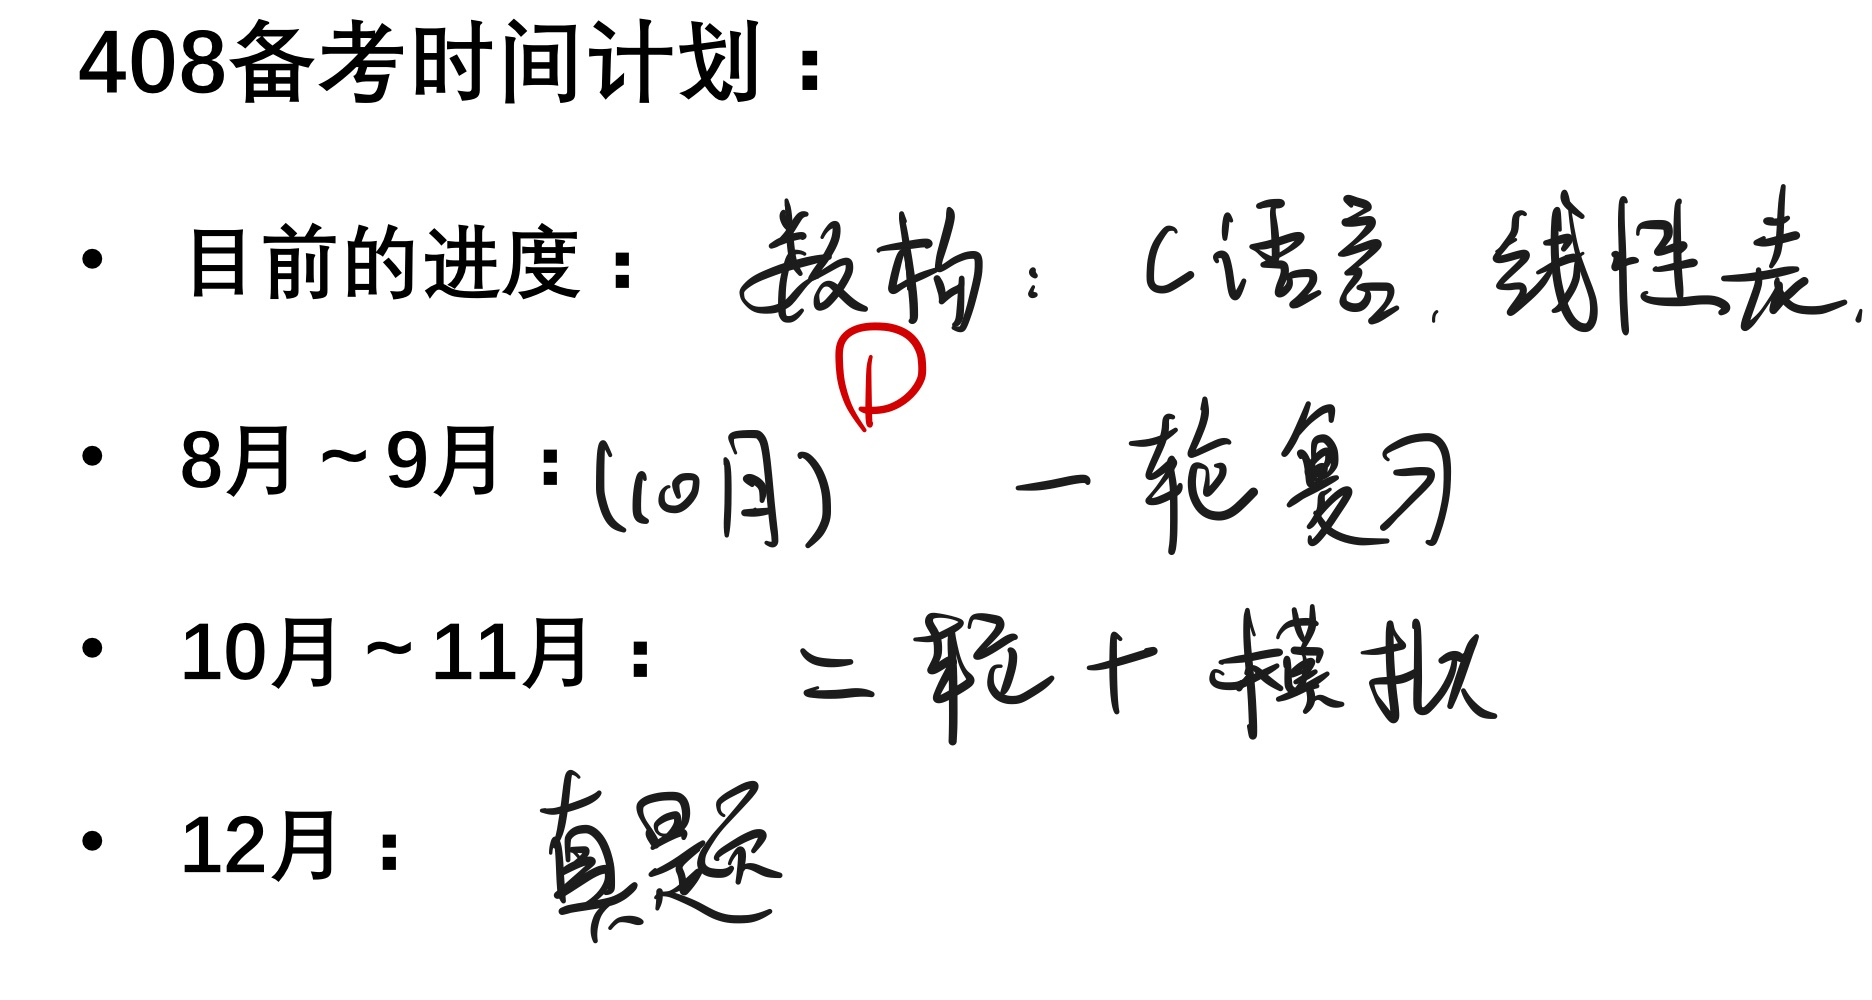 408备考时间计划：
• 目前的进度： 数构： C语言，线性表，
①
• 8月~9月：(10月) 一轮复习
• 10月~11月： 二轮+模拟
• 12月： 真题